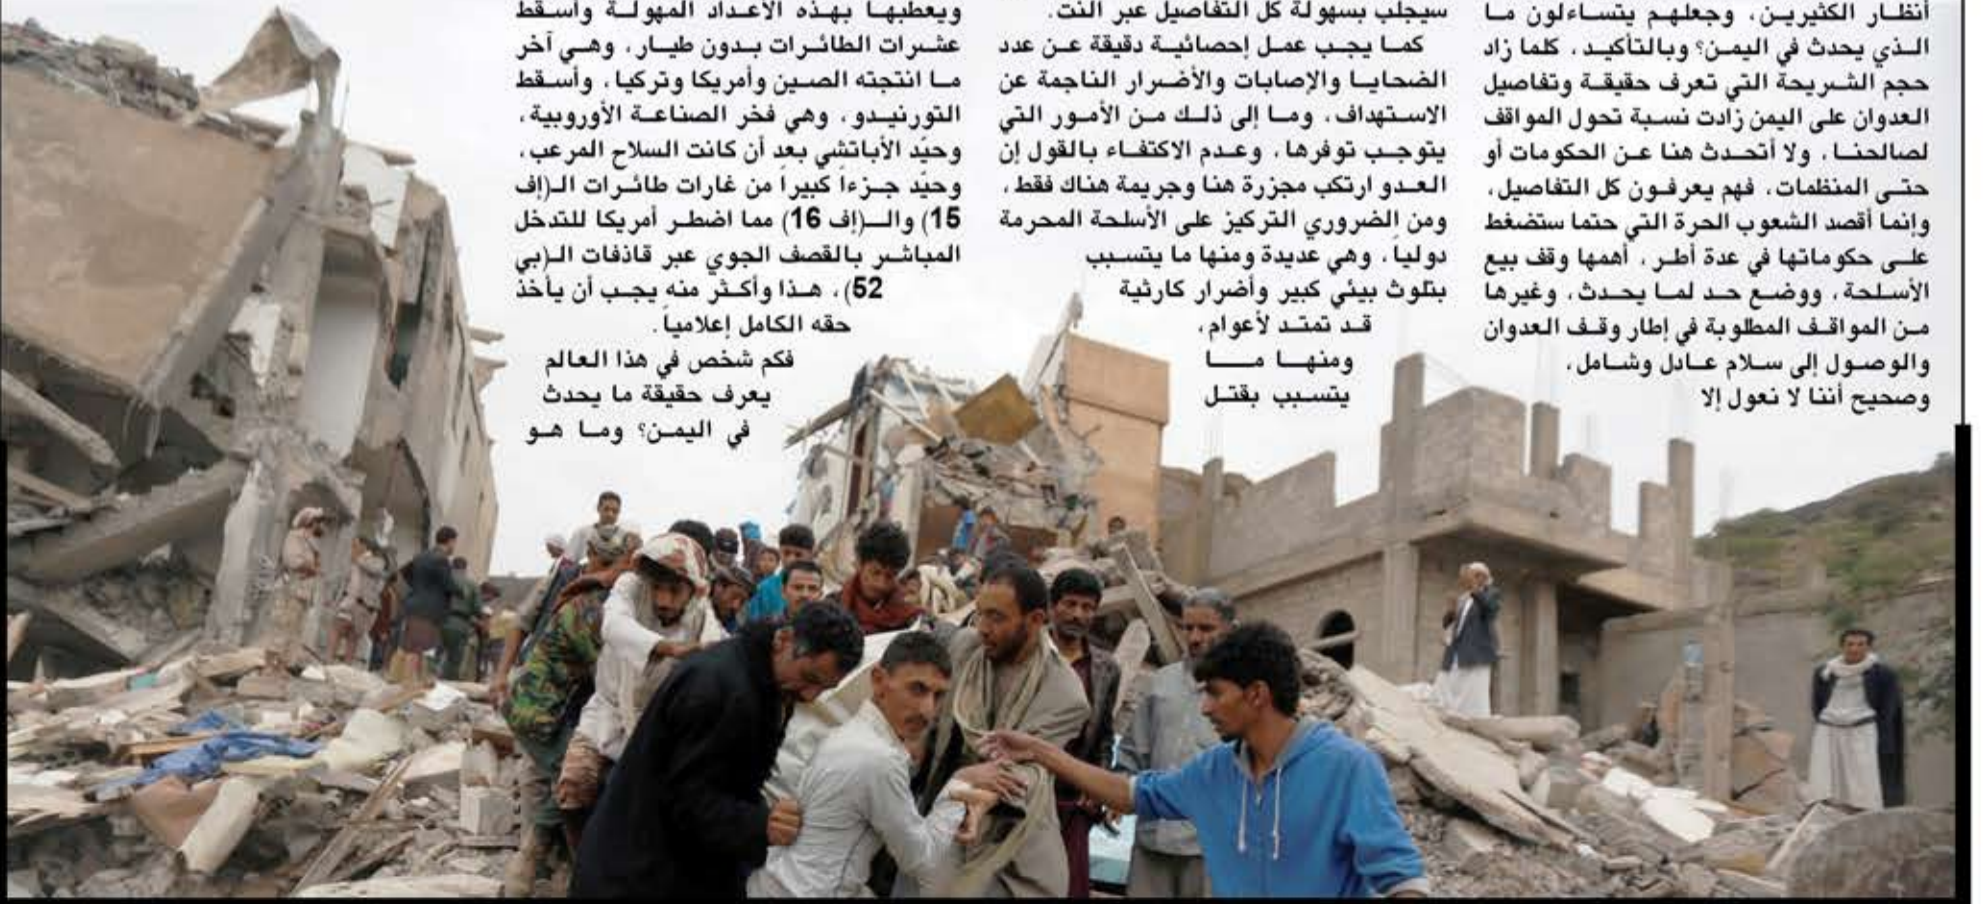 أنظار الكثيرين، وجعلهم يتساءلون ما
الذي يحدث في اليمن؟ وبالتأكيد، كلما زاد
حجم الشريحة التي تعرف حقيقة وتفاصيل
العدوان على اليمن زادت نسبة تحول المواقف
لصالحنا، ولا أتحدث هنا عن الحكومات أو
حتى المنظمات، فهم يعرفون كل التفاصيل،
وإنما أقصد الشعوب الحرة التي حتما ستضغط
على حكوماتها في عدة أطر، أهمها وقف بيع
الأسلحة، ووضع حد لما يحدث، وغيرها
من المواقف المطلوبة في إطار وقف العدوان
والوصول إلى سلام عادل وشامل،
وصحيح أننا لا نعول إلا
سيجلب بسهولة كل التفاصيل عبر النت.
كما يجب عمل إحصائية دقيقة عن عدد
الضحايا والإصابات والأضرار الناجمة عن
الاستهداف، وما إلى ذلك من الأمور التي
يتوجب توفرها، وعدم الاكتفاء بالقول إن
العدو ارتكب مجزرة هنا وجريمة هناك فقط،
ومن الضروري التركيز على الأسلحة المحرمة
دولياً، وهي عديدة ومنها ما يتسبب
بتلوث بيئي كبير وأضرار كارثية
قد تمتد لأعوام،
ومنها ما
يتسبب بقتل
ويعطبها بهذه الأعداد المهولة وأسقط
عشرات الطائرات بدون طيار، وهي آخر
ما انتجته الصين وأمريكا وتركيا، وأسقط
التورنيدو، وهي فخر الصناعة الأوروبية،
وحيّد الأباتشي بعد أن كانت السلاح المرعب،
وحيّد جزءاً كبيراً من غارات طائرات الـ(إف
15) والـ(إف 16) مما اضطر أمريكا للتدخل
المباشر بالقصف الجوي عبر قاذفات الـ(بي
52)، هذا وأكثر منه يجب أن يأخذ
حقه الكامل إعلامياً.
فكم شخص في هذا العالم
يعرف حقيقة ما يحدث
في اليمن؟ وما هو